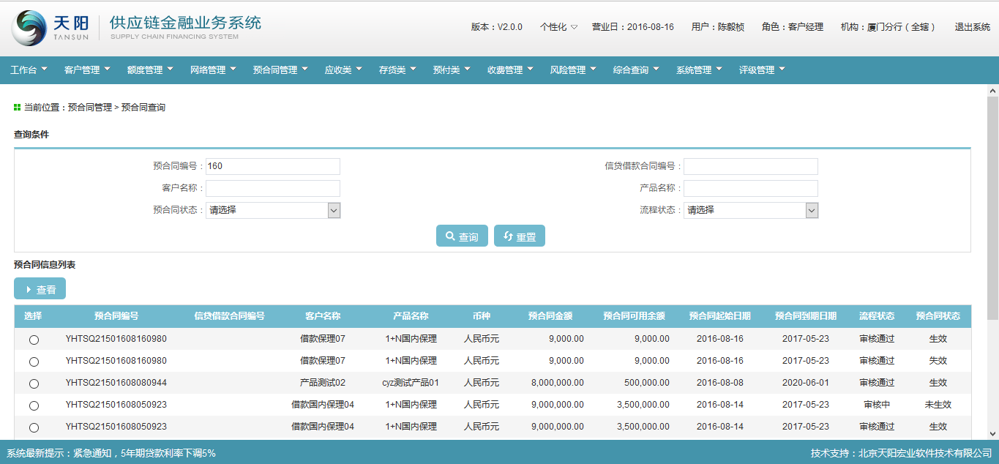 天阳 TANSUN 供应链金融业务系统 SUPPLY CHAIN FINANCING SYSTEM
版本：V2.0.0 个性化 营业日：2016-08-16 用户：陈毅桢 角色：客户经理 机构：厦门分行（全辖） 退出系统
工作台 客户管理 额度管理 网络管理 预合同管理 应收类 存货类 预付类 收费管理 风险管理 综合查询 系统管理 评级管理
当前位置：预合同管理 > 预合同查询
查询条件
预合同编号：160 信贷借款合同编号：
客户名称： 产品名称：
预合同状态：请选择 流程状态：请选择
查询 重置
预合同信息列表
查看
选择 预合同编号 信贷借款合同编号 客户名称 产品名称 币种 预合同金额 预合同可用余额 预合同起始日期 预合同到期日期 流程状态 预合同状态
YHTSQ21501608160980 借款保理07 1+N国内保理 人民币元 9,000.00 9,000.00 2016-08-16 2017-05-23 审核通过 生效
YHTSQ21501608160980 借款保理07 1+N国内保理 人民币元 9,000.00 9,000.00 2016-08-16 2017-05-23 审核通过 失效
YHTSQ21501608080944 产品测试02 cyz测试产品01 人民币元 8,000,000.00 500,000.00 2016-08-08 2020-06-01 审核通过 生效
YHTSQ21501608050923 借款国内保理04 1+N国内保理 人民币元 9,000,000.00 3,500,000.00 2016-08-14 2017-05-23 审核中 未生效
YHTSQ21501608050923 借款国内保理04 1+N国内保理 人民币元 9,000,000.00 3,500,000.00 2016-08-14 2017-05-23 审核通过 生效
系统最新提示：紧急通知，5年期贷款利率下调5% 技术支持：北京天阳宏业软件技术有限公司